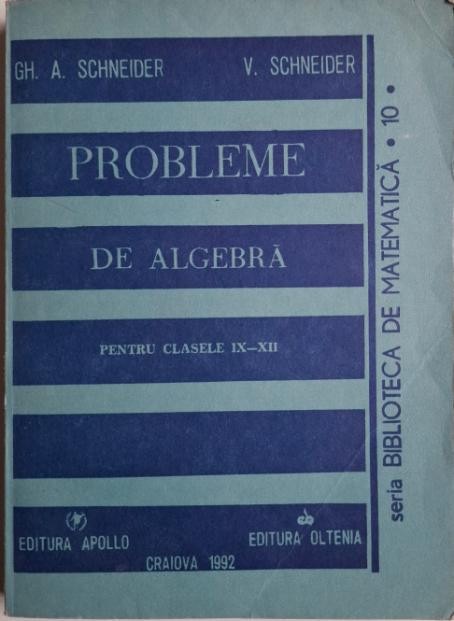 GH. A. SCHNEIDER V. SCHNEIDER
PROBLEME
DE ALGEBRĂ
PENTRU CLASELE IX—XII
EDITURA APOLLO EDITURA OLTENIA
CRAIOVA 1992
seria BIBLIOTECA DE MATEMATICĂ • 10 •